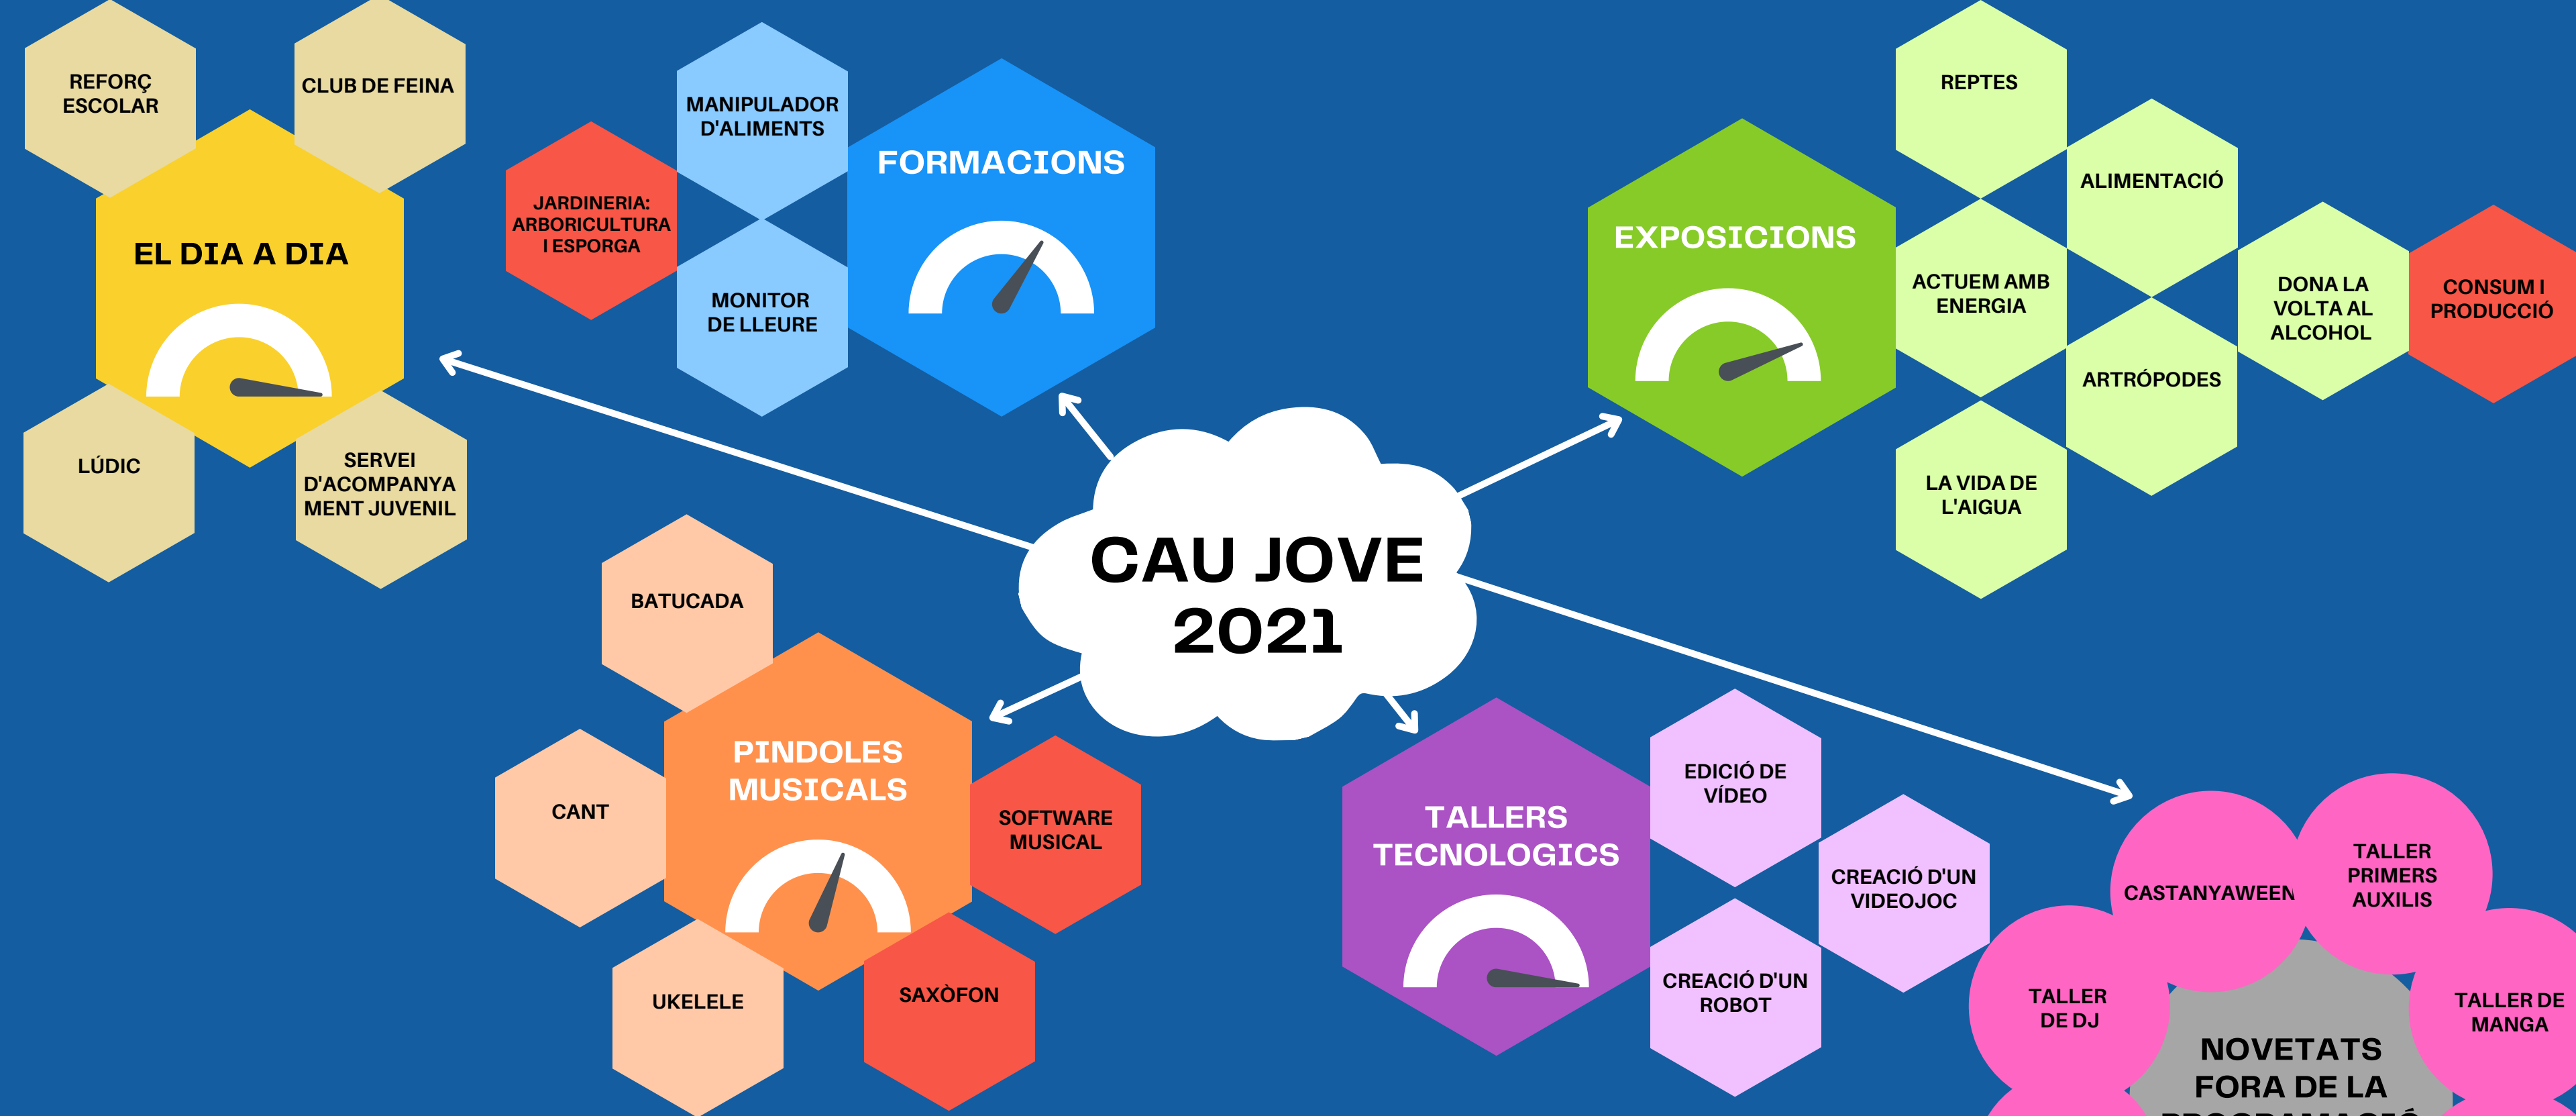 REFORÇ
ESCOLAR
CLUB DE FEINA
EL DIA A DIA
LÚDIC
SERVEI
D'ACOMPANYA
MENT JUVENIL
MANIPULADOR
D'ALIMENTS
FORMACIONS
JARDINERIA:
ARBORICULTURA
I ESPORGA
MONITOR
DE LLEURE
EXPOSICIONS
REPTES
ALIMENTACIÓ
ACTUEM AMB
ENERGIA
DONA LA
VOLTA AL
ALCOHOL
CONSUM I
PRODUCCIÓ
ARTRÓPODES
LA VIDA DE
L'AIGUA
CAU JOVE
2021
BATUCADA
PINDOLES
MUSICALS
CANT
SOFTWARE
MUSICAL
UKELELE
SAXÒFON
TALLERS
TECNOLOGICS
EDICIÓ DE
VÍDEO
CREACIÓ D'UN
VIDEOJOC
CREACIÓ D'UN
ROBOT
CASTANYAWEEN
TALLER
PRIMERS
AUXILIS
TALLER
DE DJ
TALLER DE
MANGA
NOVETATS
FORA DE LA
PROGRAMACIÓ